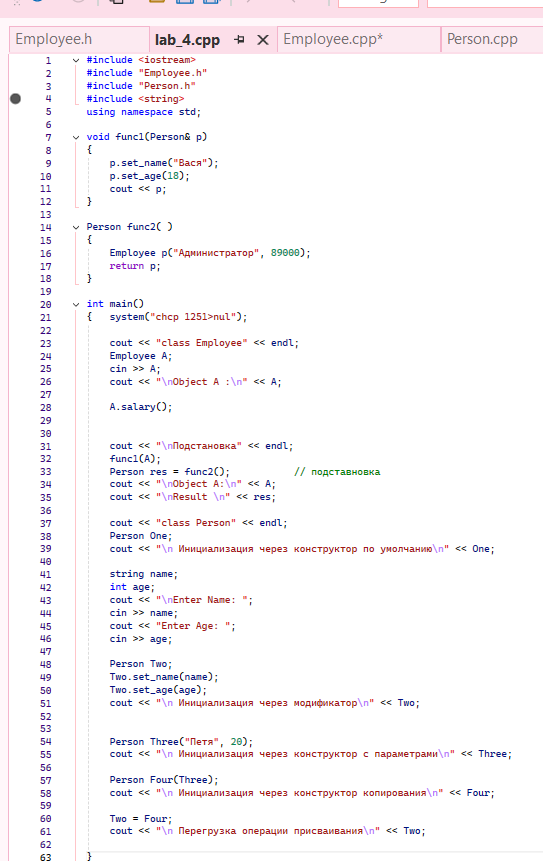 Employee.h lab_4.cpp Employee.cpp* Person.cpp
1 #include <iostream>
2 #include "Employee.h"
3 #include "Person.h"
4 #include <string>
5 using namespace std;
6
7 void func1(Person& p)
8 {
9 p.set_name("Вася");
10 p.set_age(18);
11 cout << p;
12 }
13
14 Person func2( )
15 {
16 Employee p("Администратор", 89000);
17 return p;
18 }
19
20 int main()
21 { system("chcp 1251>nul");
22
23 cout << "class Employee" << endl;
24 Employee A;
25 cin >> A;
26 cout << "\nObject A :\n" << A;
27
28 A.salary();
29
30
31 cout << "\nПодстановка" << endl;
32 func1(A);
33 Person res = func2(); // подставновка
34 cout << "\nObject A:\n" << A;
35 cout << "\nResult \n" << res;
36
37 cout << "class Person" << endl;
38 Person One;
39 cout << "\n Инициализация через конструктор по умолчанию\n" << One;
40
41 string name;
42 int age;
43 cout << "\nEnter Name: ";
44 cin >> name;
45 cout << "Enter Age: ";
46 cin >> age;
47
48 Person Two;
49 Two.set_name(name);
50 Two.set_age(age);
51 cout << "\n Инициализация через модификатор\n" << Two;
52
53
54 Person Three("Петя", 20);
55 cout << "\n Инициализация через конструктор с параметрами\n" << Three;
56
57 Person Four(Three);
58 cout << "\n Инициализация через конструктор копирования\n" << Four;
59
60 Two = Four;
61 cout << "\n Перегрузка операции присваивания\n" << Two;
62
63 }